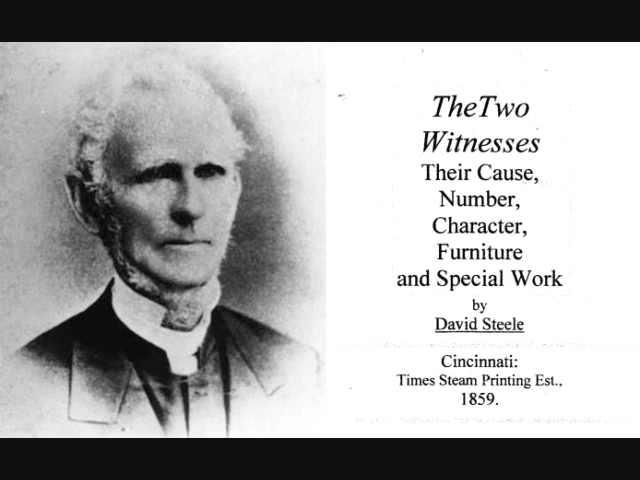 TheTwo
Witnesses
Their Cause,
Number,
Character,
Furniture
and Special Work
by
David Steele
Cincinnati:
Times Steam Printing Est.,
1859.